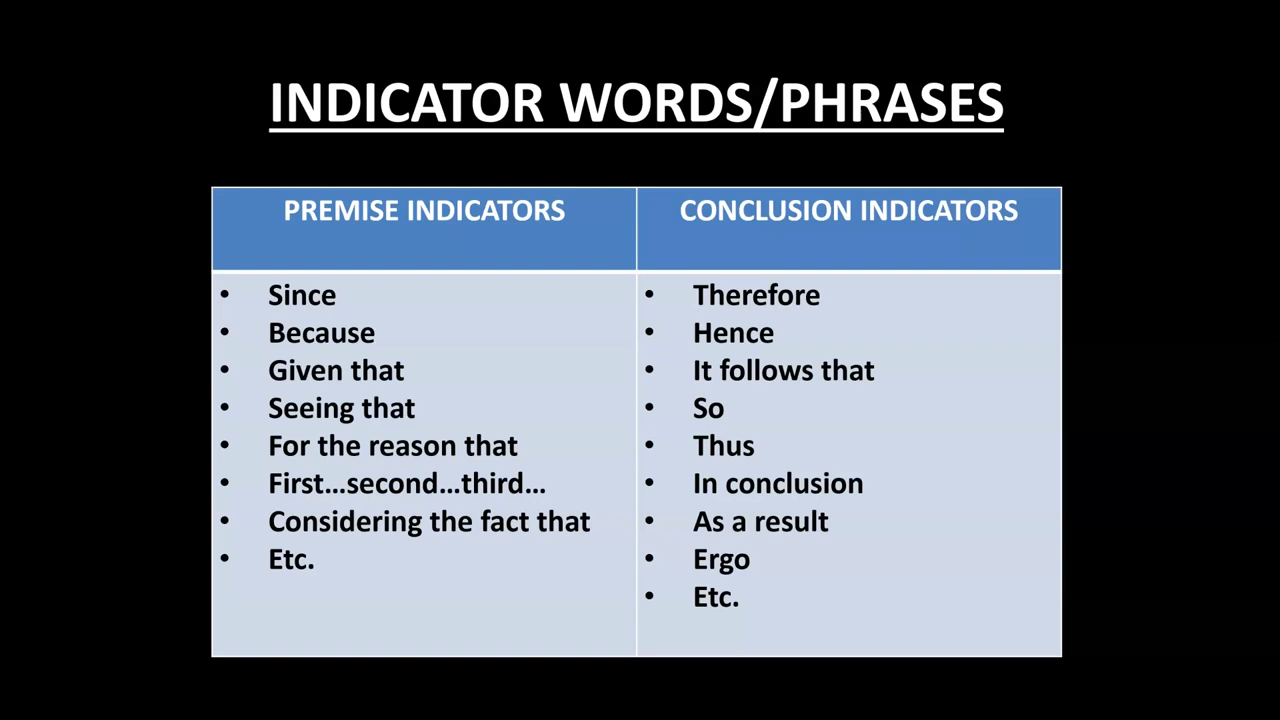 INDICATOR WORDS/PHRASES
PREMISE INDICATORS
CONCLUSION INDICATORS
• Since
• Because
• Given that
• Seeing that
• For the reason that
• First...second...third...
• Considering the fact that
• Etc.
• Therefore
• Hence
• It follows that
• So
• Thus
• In conclusion
• As a result
• Ergo
• Etc.